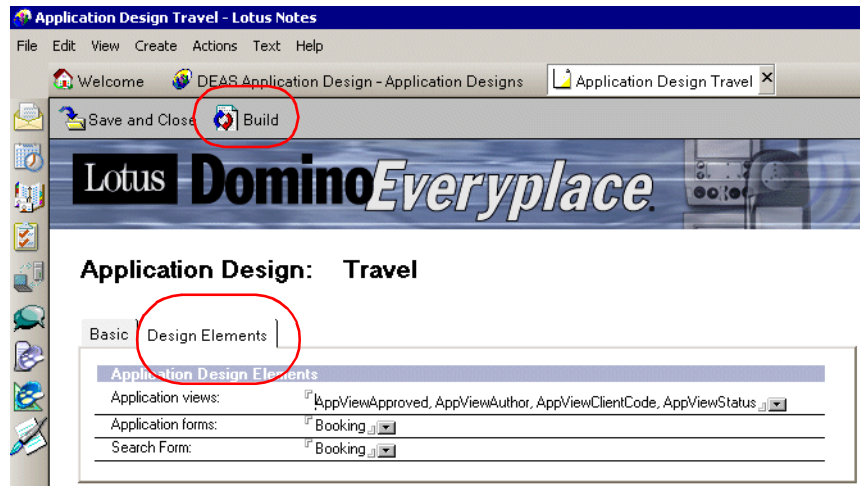 Application Design Travel - Lotus Notes
File Edit View Create Actions Text Help
Welcome DEAS Application Design - Application Designs Application Design Travel
Save and Close Build
Lotus Domino Everyplace.
Application Design: Travel
Basic Design Elements
Application Design Elements
Application views: AppViewApproved, AppViewAuthor, AppViewClientCode, AppViewStatus
Application forms: Booking
Search Form: Booking